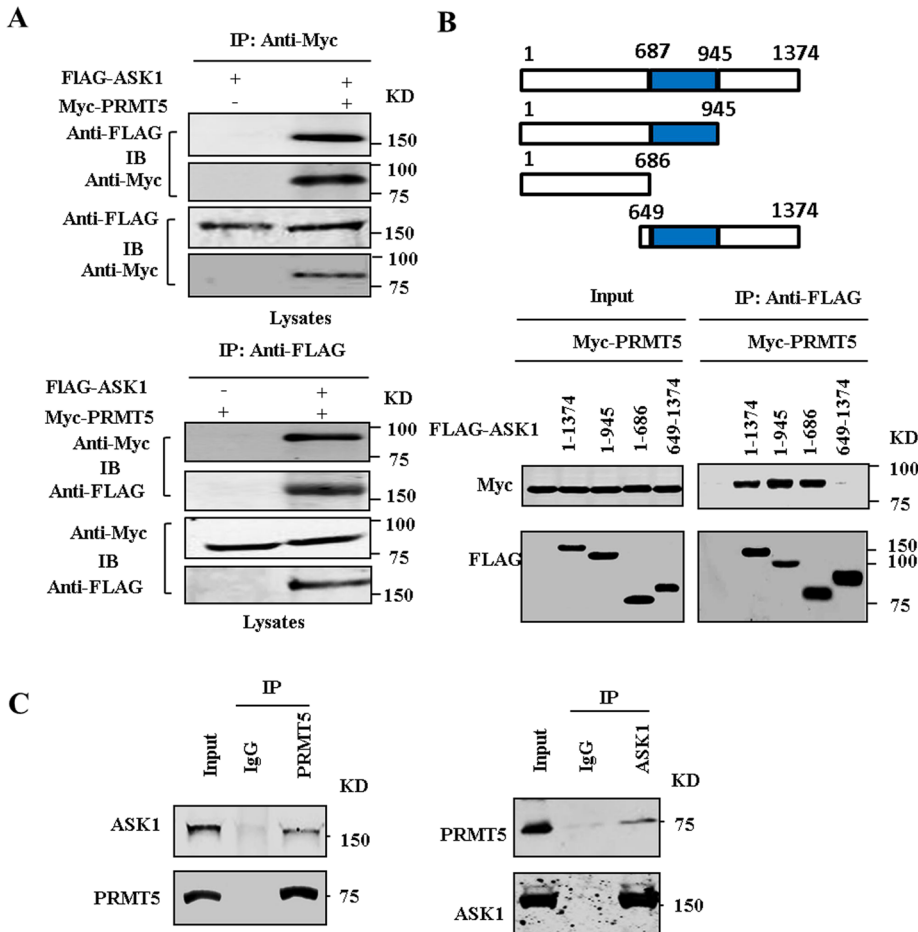 A
IP: Anti-Myc
FlAG-ASK1 + +
Myc-PRMT5 - +
KD
Anti-FLAG
IB
Anti-Myc
150
100
75
Anti-FLAG
IB
Anti-Myc
150
100
75
Lysates
IP: Anti-FLAG
FlAG-ASK1 - +
Myc-PRMT5 + +
KD
Anti-Myc
IB
Anti-FLAG
100
75
150
Anti-Myc
IB
Anti-FLAG
100
75
150
Lysates
B
1 687 945 1374
1 945
1 686
649 1374
Input IP: Anti-FLAG
Myc-PRMT5 Myc-PRMT5
FLAG-ASK1 1-1374 1-945 1-686 649-1374 1-1374 1-945 1-686 649-1374
KD
Myc 100
75
FLAG 150
100
75
C
IP
Input IgG PRMT5
KD
ASK1 150
PRMT5 75
IP
Input IgG ASK1
KD
PRMT5 75
ASK1 150